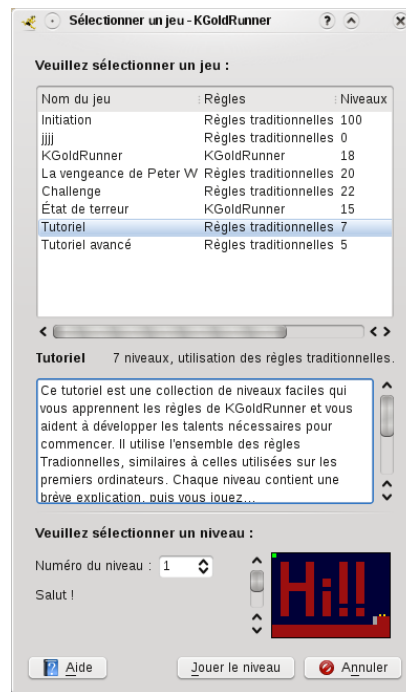 Sélectionner un jeu - KGoldRunner
Veuillez sélectionner un jeu :
Nom du jeu Règles Niveaux
Initiation Règles traditionnelles 100
jjjj Règles traditionnelles 0
KGoldRunner KGoldRunner 18
La vengeance de Peter W Règles traditionnelles 20
Challenge Règles traditionnelles 22
État de terreur KGoldRunner 15
Tutoriel Règles traditionnelles 7
Tutoriel avancé Règles traditionnelles 5
Tutoriel 7 niveaux, utilisation des règles traditionnelles.
Ce tutoriel est une collection de niveaux faciles qui
vous apprennent les règles de KGoldRunner et vous
aident à développer les talents nécessaires pour
commencer. Il utilise l'ensemble des règles
Tradionnelles, similaires à celles utilisées sur les
premiers ordinateurs. Chaque niveau contient une
brève explication, puis vous jouez...
Veuillez sélectionner un niveau :
Numéro du niveau : 1
Salut !
Hi!!
Aide Jouer le niveau Annuler